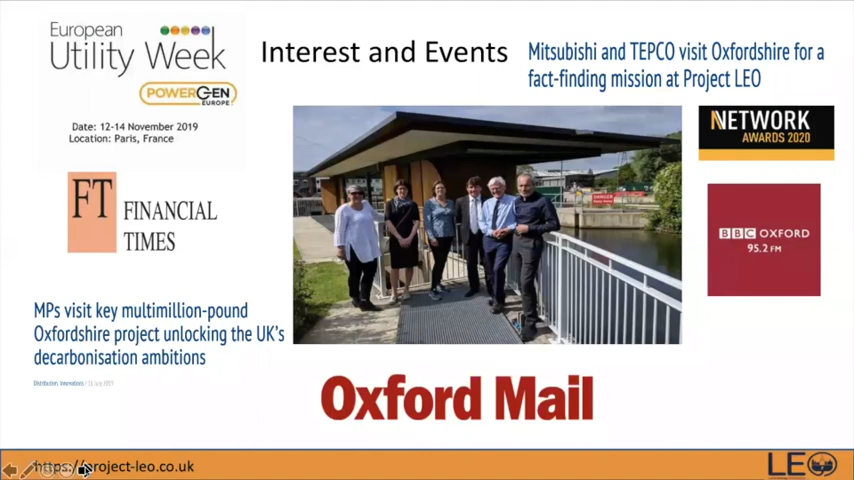 European
Utility Week
POWERGEN
EUROPE
Date: 12-14 November 2019
Location: Paris, France
Interest and Events
Mitsubishi and TEPCO visit Oxfordshire for a
fact-finding mission at Project LEO
NETWORK
AWARDS 2020
FT
FINANCIAL
TIMES
DANGER
BBC OXFORD
95.2 FM
MPs visit key multimillion-pound
Oxfordshire project unlocking the UK's
decarbonisation ambitions
Oxford Mail
https://project-leo.co.uk
LEO